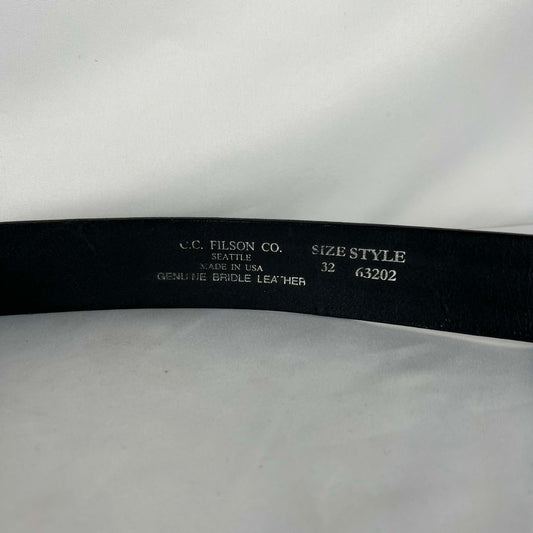 C.C. FILSON CO.
SEATTLE
MADE IN USA
GENUINE BRIDLE LEATHER
SIZE STYLE
32 63202